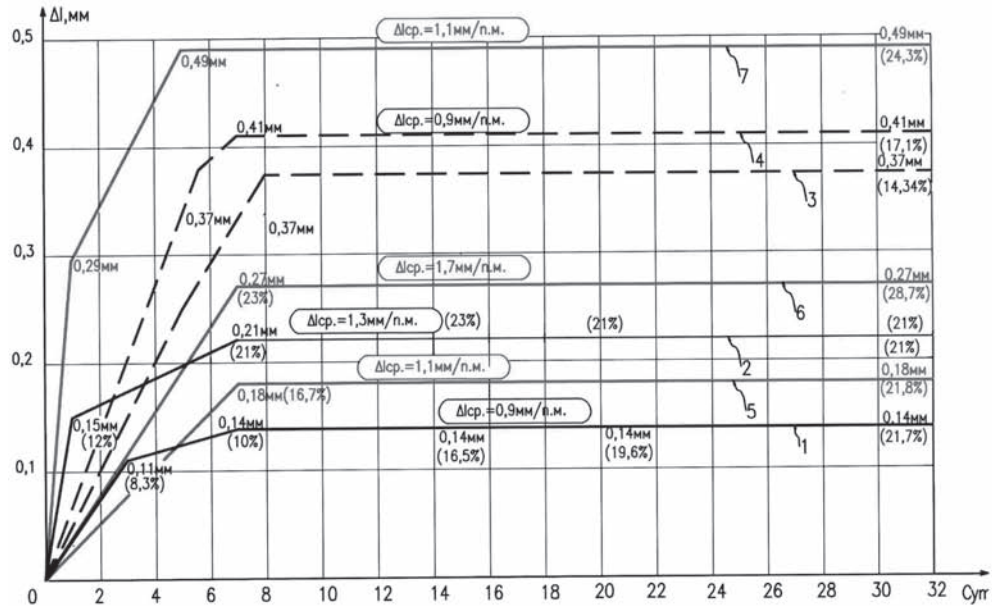 Δl,мм
0,5
0,4
0,3
0,2
0,1
0
2
4
6
8
10
12
14
16
18
20
22
24
26
28
30
32
Сутт
Δlср.=1,1мм/п.м.
0,49мм
0,49мм
(24,3%)
7
0,29мм
Δlср.=0,9мм/п.м.
0,41мм
0,41мм
(17,1%)
4
0,37мм
0,37мм
0,37мм
(14,34%)
3
Δlср.=1,7мм/п.м.
0,27мм
(23%)
0,27мм
(28,7%)
6
Δlср.=1,3мм/п.м.
(23%)
(21%)
(21%)
0,21мм
(21%)
(21%)
2
0,15мм
(12%)
Δlср.=1,1мм/п.м.
0,18мм(16,7%)
0,18мм
(21,8%)
5
Δlср.=0,9мм/п.м.
0,14мм
(10%)
0,14мм
(16,5%)
0,14мм
(19,6%)
0,14мм
(21,7%)
1
0,11мм
(8,3%)